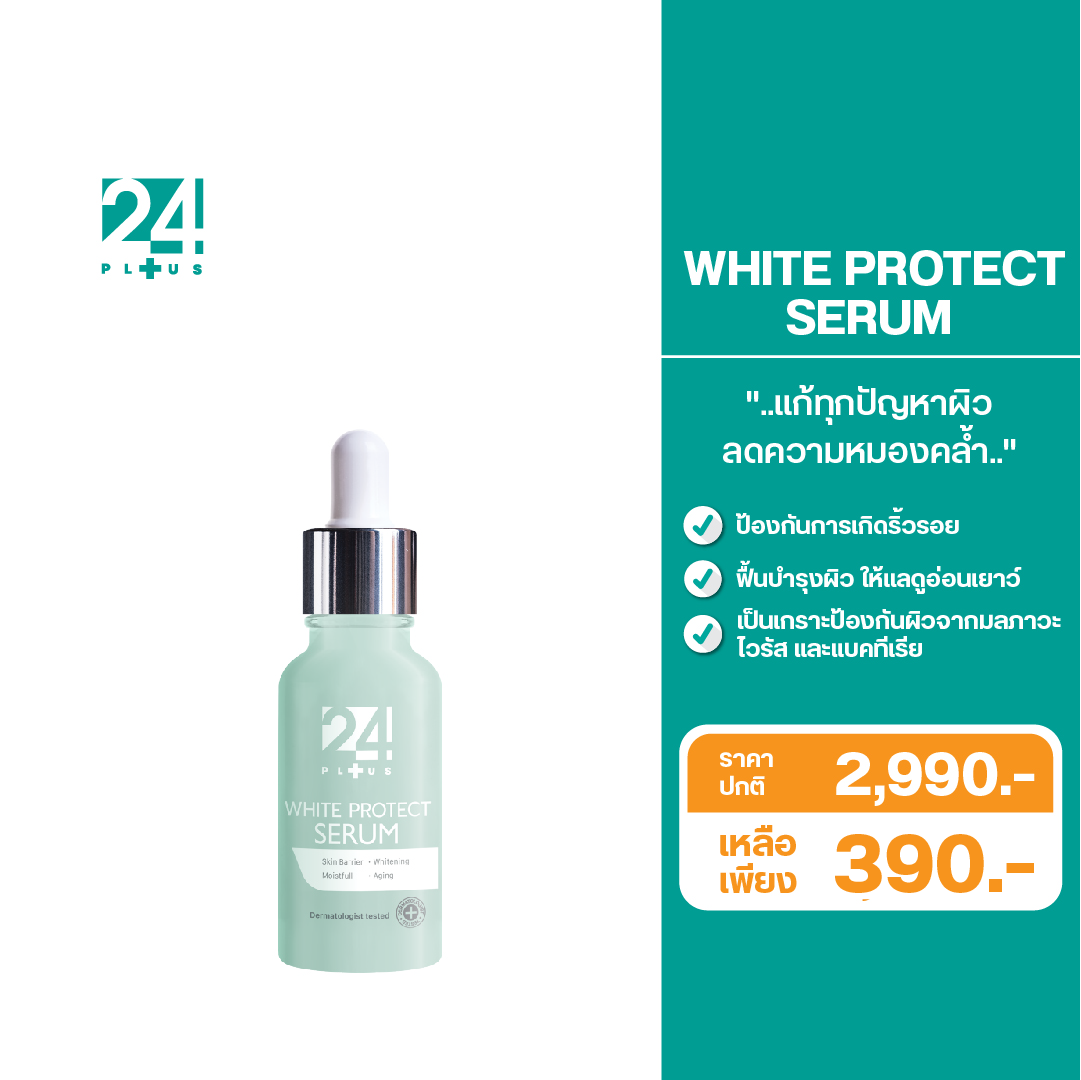 24!
PLUS
WHITE PROTECT
SERUM
"..แก้ทุกปัญหาผิว
ลดความหมองคล้ำ.."
ป้องกันการเกิดริ้วรอย
ฟื้นบำรุงผิว ให้แลดูอ่อนเยาว์
เป็นเกราะป้องกันผิวจากมลภาวะ
ไวรัส และแบคทีเรีย
ราคา
ปกติ
2,990.-
เหลือ
เพียง
390.-
24!
PLUS
WHITE PROTECT
SERUM
Skin Barrier • Whitening
Moistfull • Aging
Dermatologist tested